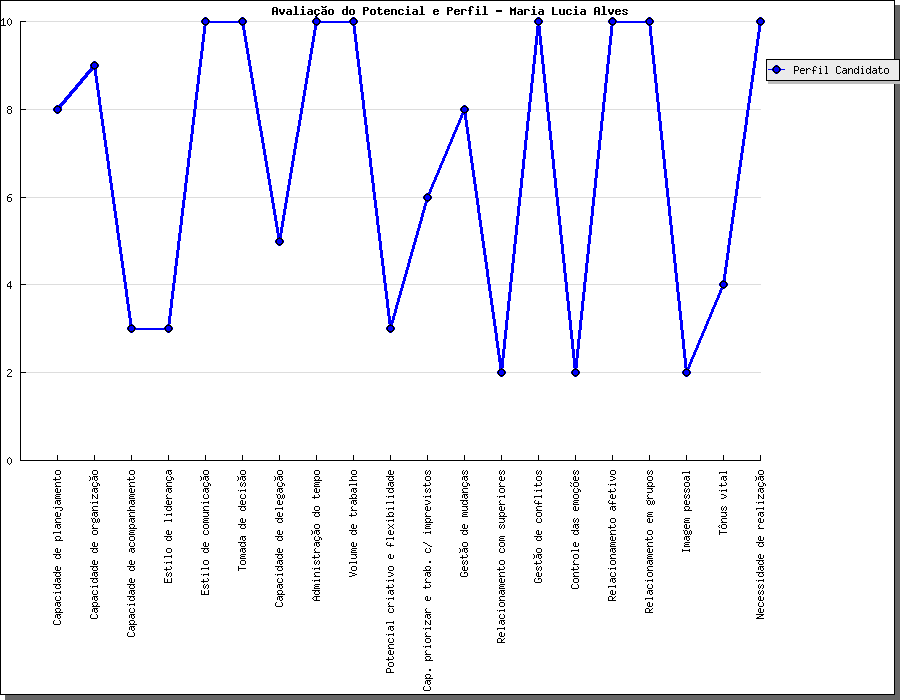 Avaliação do Potencial e Perfil - Maria Lucia Alves
10
8
6
4
2
0
Perfil Candidato
Capacidade de planejamento
Capacidade de organização
Capacidade de acompanhamento
Estilo de liderança
Estilo de comunicação
Tomada de decisão
Capacidade de delegação
Administração do tempo
Volume de trabalho
Potencial criativo e flexibilidade
Cap. priorizar e trab. c/ imprevistos
Gestão de mudanças
Relacionamento com superiores
Gestão de conflitos
Controle das emoções
Relacionamento afetivo
Relacionamento em grupos
Imagem pessoal
Tônus vital
Necessidade de realização